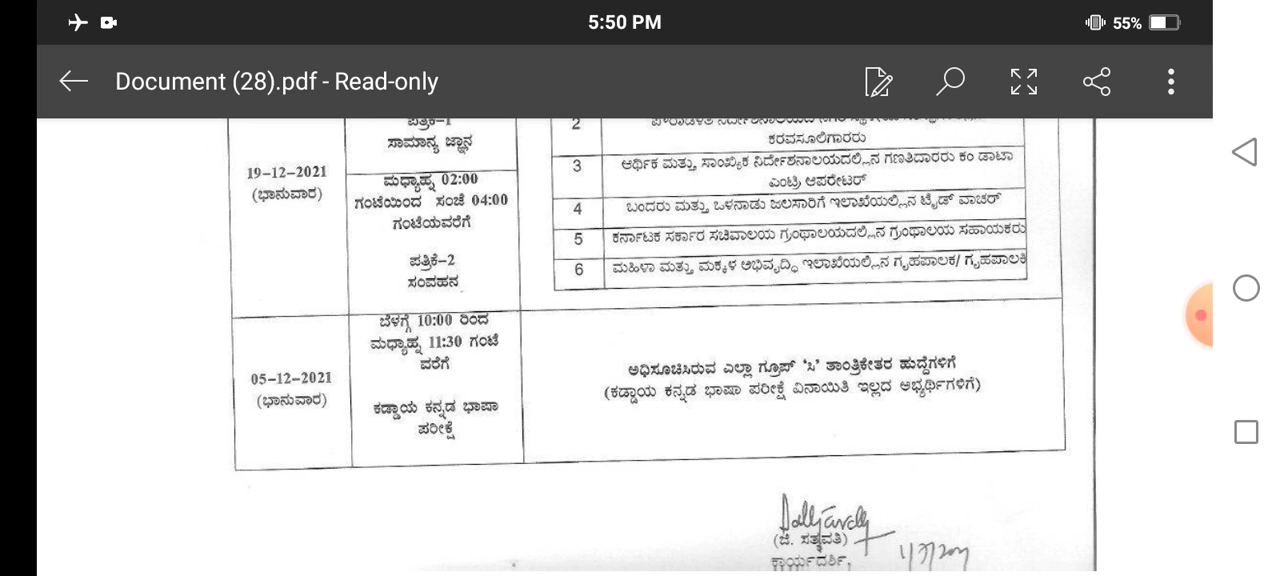 5:50 PM
55%
Document (28).pdf - Read-only
ಪತ್ರಿಕೆ-1
ಸಾಮಾನ್ಯ ಜ್ಞಾನ
19-12-2021
(ಭಾನುವಾರ)
ಮಧ್ಯಾಹ್ನ 02:00
ಗಂಟೆಯಿಂದ ಸಂಜೆ 04:00
ಗಂಟೆಯವರೆಗೆ
ಪತ್ರಿಕೆ-2
ಸಂವಹನ
2
ಕರವಸೂಲಿಗಾರರು
3 ಆರ್ಥಿಕ ಮತ್ತು ಸಾಂಖ್ಯಿಕ ನಿರ್ದೇಶನಾಲಯದಲ್ಲಿನ ಗಣತಿದಾರರು ಕಂ ಡಾಟಾ
ಎಂಟ್ರಿ ಆಪರೇಟರ್
4 ಬಂದರು ಮತ್ತು ಒಳನಾಡು ಜಲಸಾರಿಗೆ ಇಲಾಖೆಯಲ್ಲಿನ ಟೈಡ್ ವಾಚರ್
5 ಕರ್ನಾಟಕ ಸರ್ಕಾರ ಸಚಿವಾಲಯ ಗ್ರಂಥಾಲಯದಲ್ಲಿನ ಗ್ರಂಥಾಲಯ ಸಹಾಯಕರು
6 ಮಹಿಳಾ ಮತ್ತು ಮಕ್ಕಳ ಅಭಿವೃದ್ಧಿ ಇಲಾಖೆಯಲ್ಲಿನ ಗೃಹಪಾಲಕ/ ಗೃಹಪಾಲಕಿ
05-12-2021
(ಭಾನುವಾರ)
ಬೆಳಗ್ಗೆ 10:00 ರಿಂದ
ಮಧ್ಯಾಹ್ನ 11:30 ಗಂಟೆ
ವರೆಗೆ
ಕಡ್ಡಾಯ ಕನ್ನಡ ಭಾಷಾ
ಪರೀಕ್ಷೆ
ಅಧಿಸೂಚಿಸಿರುವ ಎಲ್ಲಾ ಗ್ರೂಪ್ 'ಸಿ' ತಾಂತ್ರಿಕೇತರ ಹುದ್ದೆಗಳಿಗೆ
(ಕಡ್ಡಾಯ ಕನ್ನಡ ಭಾಷಾ ಪರೀಕ್ಷೆ ವಿನಾಯಿತಿ ಇಲ್ಲದ ಅಭ್ಯರ್ಥಿಗಳಿಗೆ)
(ಜಿ. ಸತ್ಯವತಿ)
ಕಾರ್ಯದರ್ಶಿ,